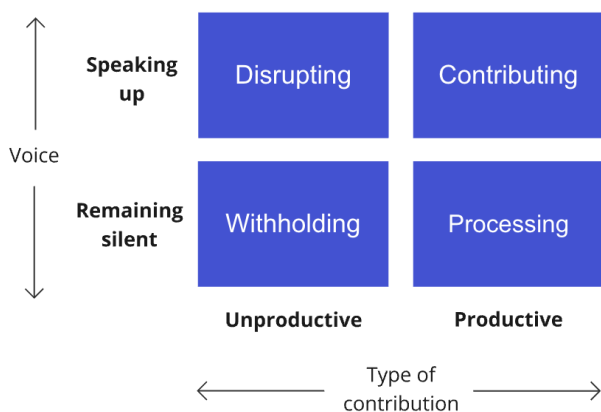 Speaking
up
Disrupting
Contributing
Voice
Remaining
silent
Withholding
Processing
Unproductive
Productive
Type of
contribution